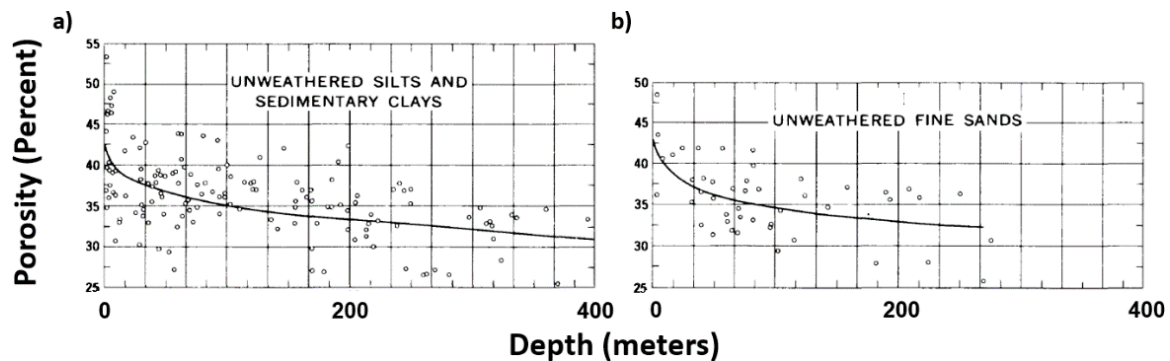 a)
b)
Porosity (Percent)
55
50
45
40
35
30
25
UNWEATHERED SILTS AND
SEDIMENTARY CLAYS
0
200
400
50
45
40
35
30
25
UNWEATHERED FINE SANDS
0
200
400
Depth (meters)